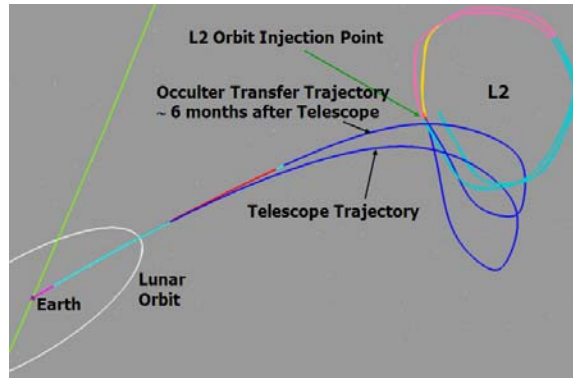 L2 Orbit Injection Point
Occulter Transfer Trajectory
~ 6 months after Telescope
L2
Telescope Trajectory
Lunar
Orbit
Earth